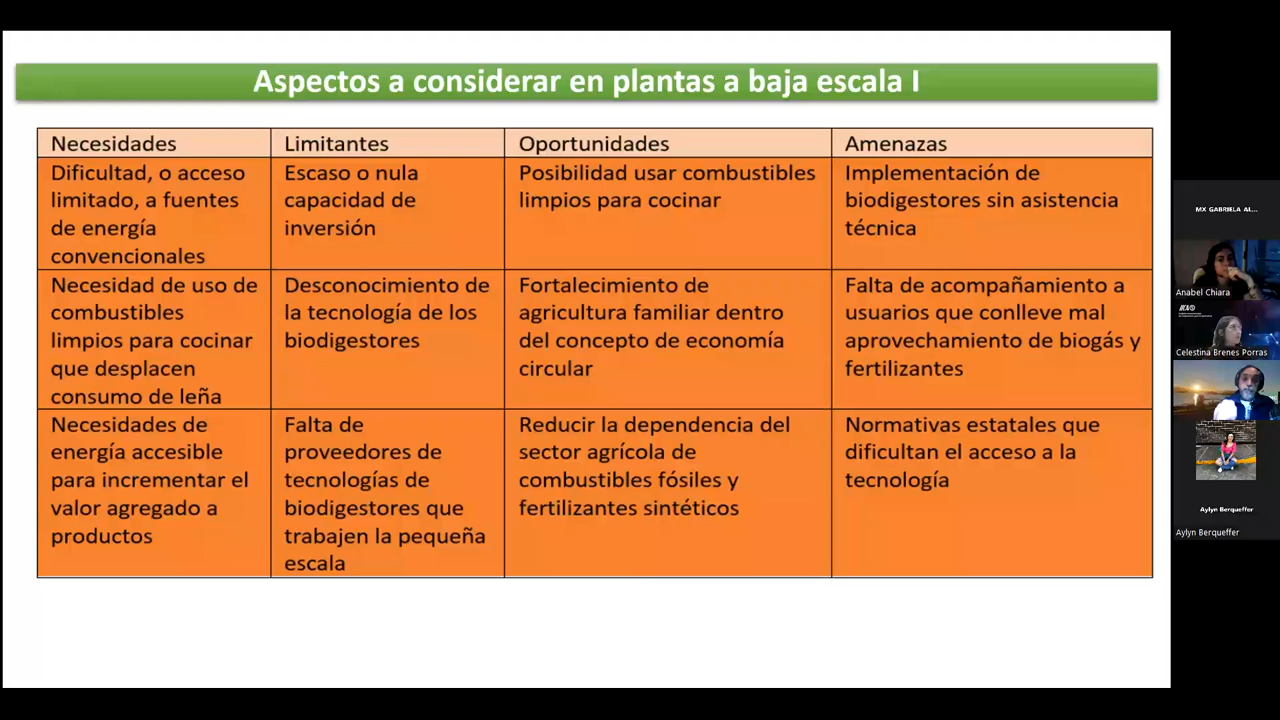 Aspectos a considerar en plantas a baja escala I
Necesidades
Limitantes
Oportunidades
Amenazas
Dificultad, o acceso
limitado, a fuentes
de energía
convencionales
Escaso o nula
capacidad de
inversión
Posibilidad usar combustibles
limpios para cocinar
Implementación de
biodigestores sin asistencia
técnica
Necesidad de uso de
combustibles
limpios para cocinar
que desplacen
consumo de leña
Desconocimiento de
la tecnología de los
biodigestores
Fortalecimiento de
agricultura familiar dentro
del concepto de economía
circular
Falta de acompañamiento a
usuarios que conlleve mal
aprovechamiento de biogás y
fertilizantes
Necesidades de
energía accesible
para incrementar el
valor agregado a
productos
Falta de
proveedores de
tecnologías de
biodigestores que
trabajen la pequeña
escala
Reducir la dependencia del
sector agrícola de
combustibles fósiles y
fertilizantes sintéticos
Normativas estatales que
dificultan el acceso a la
tecnología
MX GABRIELA AL...
Anabel Chiara
Celestina Brenes Porras
Aylyn Berqueffer
Aylyn Berqueffer